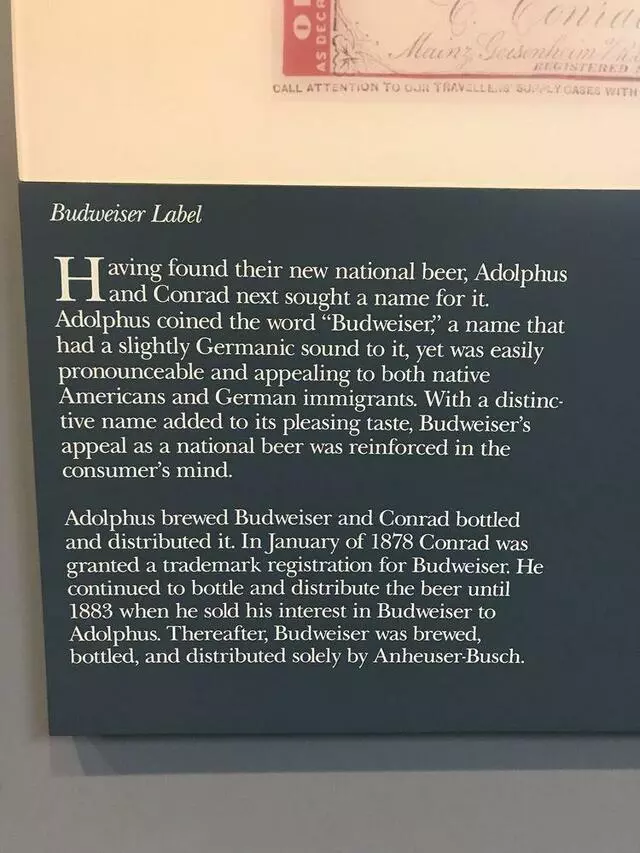 AS DECR
C. Conra
Mainz Geisenheim
REGISTERED
CALL ATTENTION TO OUR TRAVELLERS' SUPPLY CASES WITH
Budweiser Label
Having found their new national beer, Adolphus
and Conrad next sought a name for it.
Adolphus coined the word “Budweiser,” a name that
had a slightly Germanic sound to it, yet was easily
pronounceable and appealing to both native
Americans and German immigrants. With a distinc-
tive name added to its pleasing taste, Budweiser’s
appeal as a national beer was reinforced in the
consumer’s mind.
Adolphus brewed Budweiser and Conrad bottled
and distributed it. In January of 1878 Conrad was
granted a trademark registration for Budweiser. He
continued to bottle and distribute the beer until
1883 when he sold his interest in Budweiser to
Adolphus. Thereafter, Budweiser was brewed,
bottled, and distributed solely by Anheuser-Busch.